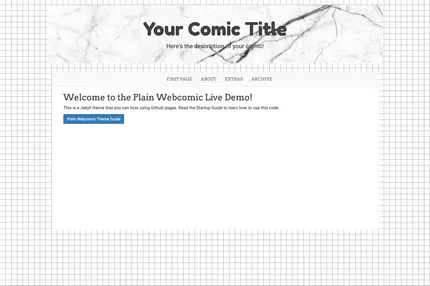 Your Comic Title
Here's the description of your comic!
FIRST PAGE ABOUT EXTRAS ARCHIVE
Welcome to the Plain Webcomic Live Demo!
This is a Jekyll theme that you can host using Github pages. Read the Startup Guide to learn how to use this code.
Plain Webcomic Theme Guide